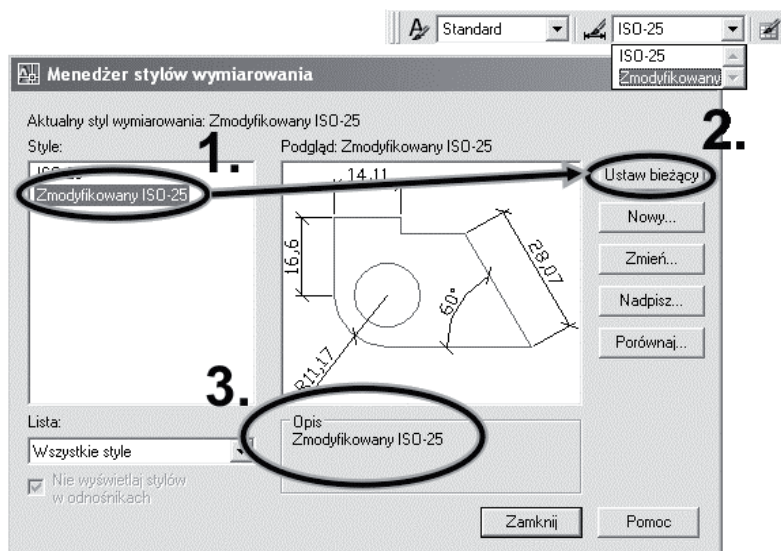 Standard ISO-25
ISO-25
Zmodyfikowany
Menedżer stylów wymiarowania
2.
Aktualny styl wymiarowania: Zmodyfikowany ISO-25
Style:
1.
Podgląd: Zmodyfikowany ISO-25
ISO-25
Zmodyfikowany ISO-25
14,11
16,6
28,07
60°
R11,17
Ustaw bieżący
Nowy...
Zmień...
Nadpisz...
Porównaj...
3.
Lista:
Wszystkie style
Opis
Zmodyfikowany ISO-25
Nie wyświetlaj stylów
w odnośnikach
Zamknij
Pomoc